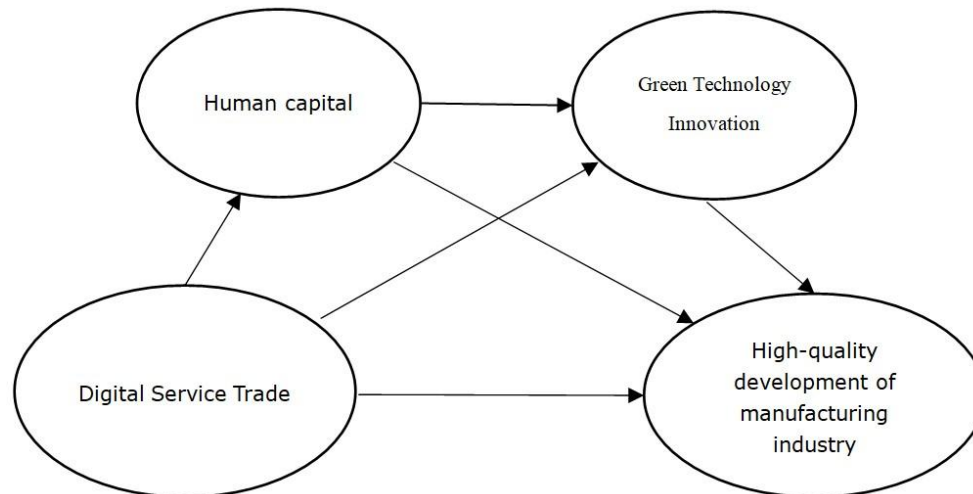 Human capital
Green Technology
Innovation
Digital Service Trade
High-quality
development of
manufacturing
industry